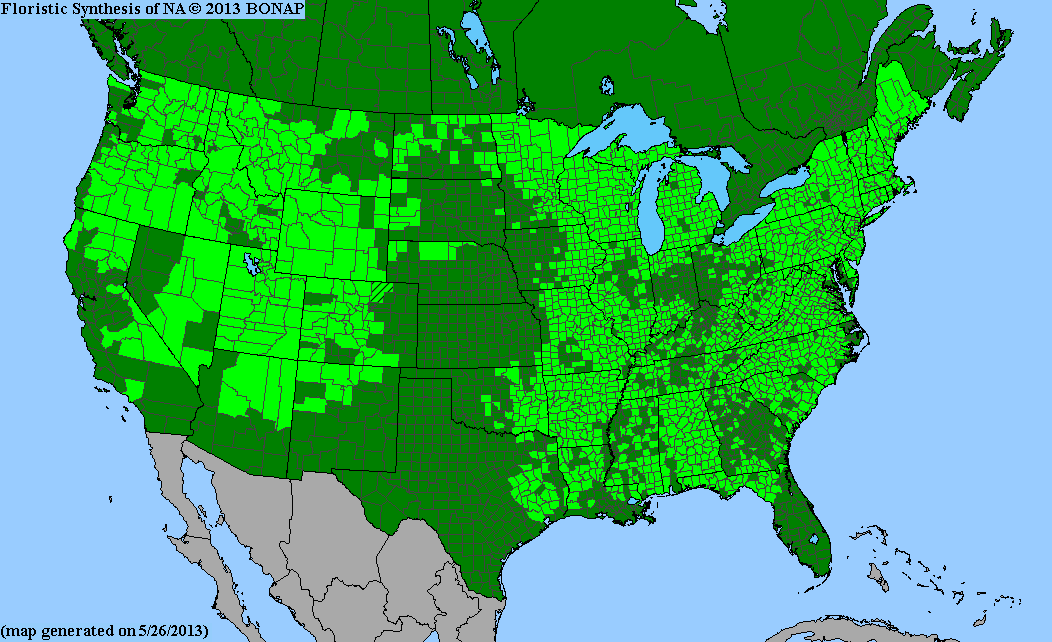 Floristic Synthesis of NA © 2013 BONAP
(map generated on 5/26/2013)